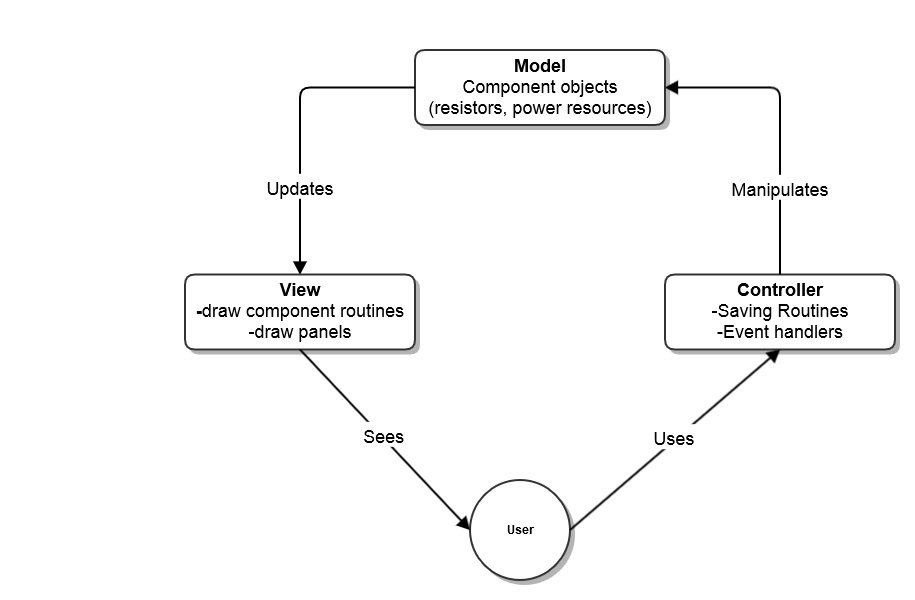 Model
Component objects
(resistors, power resources)
Updates
Manipulates
View
-draw component routines
-draw panels
Controller
-Saving Routines
-Event handlers
Sees
Uses
User